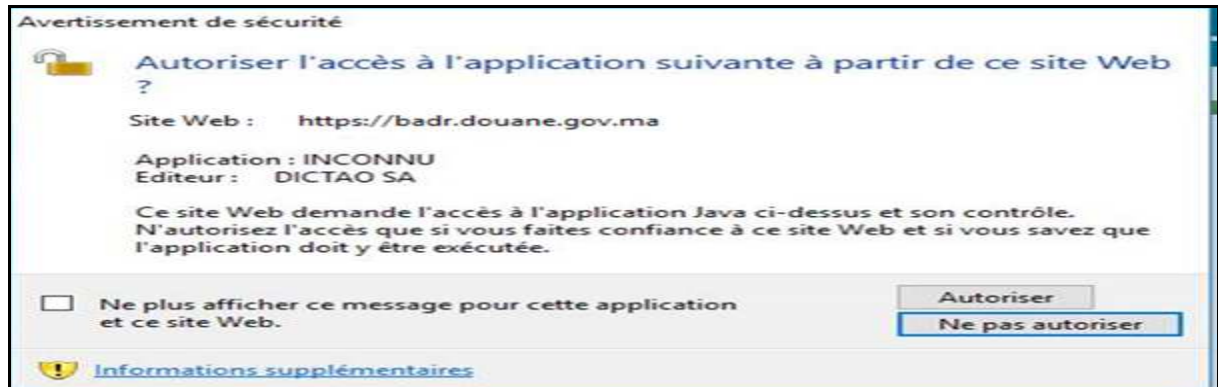 Avertissement de sécurité
Autoriser l'accès à l'application suivante à partir de ce site Web
?
Site Web : https://badr.douane.gov.ma
Application : INCONNU
Editeur : DICTAO SA
Ce site Web demande l'accès à l'application Java ci-dessus et son contrôle.
N'autorisez l'accès que si vous faites confiance à ce site Web et si vous savez que
l'application doit y être exécutée.
Ne plus afficher ce message pour cette application
et ce site Web.
Autoriser
Ne pas autoriser
Informations supplémentaires